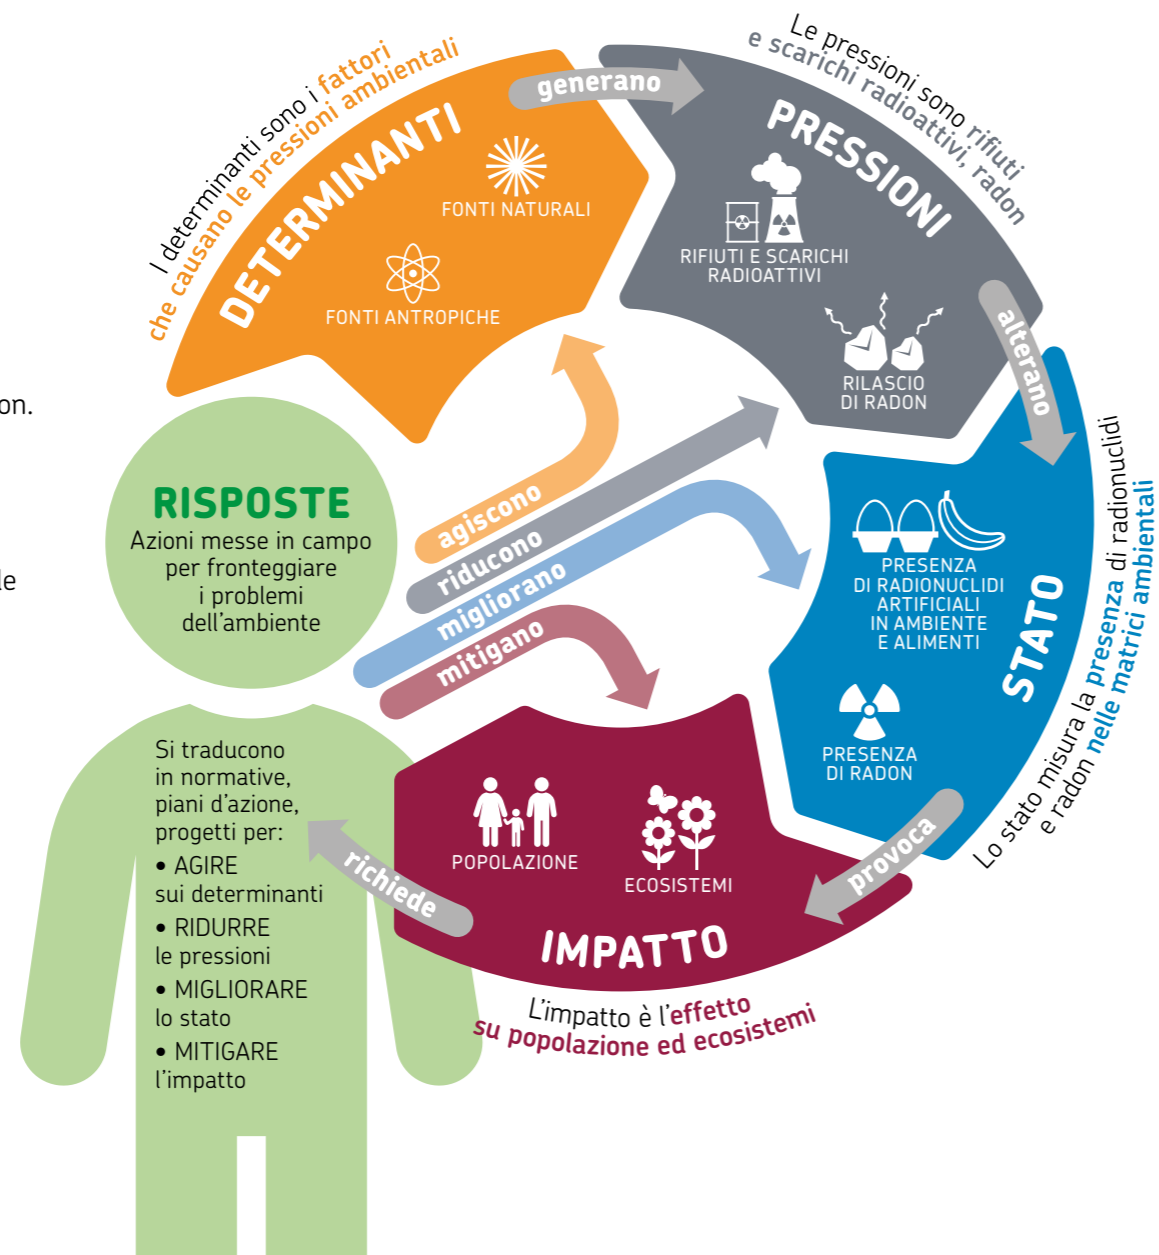 I determinanti sono i fattori
che causano le pressioni ambientali
DETERMINANTI
FONTI NATURALI
FONTI ANTROPICHE
generano
Le pressioni sono rifiuti
e scarichi radioattivi, radon
PRESSIONI
RIFIUTI E SCARICHI
RADIOATTIVI
RILASCIO
DI RADON
alterano
on.
le
RISPOSTE
Azioni messe in campo
per fronteggiare
i problemi
dell’ambiente
agiscono
riducono
migliorano
mitigano
PRESENZA
DI RADIONUCLIDI
ARTIFICIALI
IN AMBIENTE
E ALIMENTI
PRESENZA
DI RADON
STATO
Lo stato misura la presenza di radionuclidi
e radon nelle matrici ambientali
provoca
POPOLAZIONE
ECOSISTEMI
IMPATTO
L’impatto è l’effetto
su popolazione ed ecosistemi
richiede
Si traducono
in normative,
piani d’azione,
progetti per:
• AGIRE
sui determinanti
• RIDURRE
le pressioni
• MIGLIORARE
lo stato
• MITIGARE
l’impatto